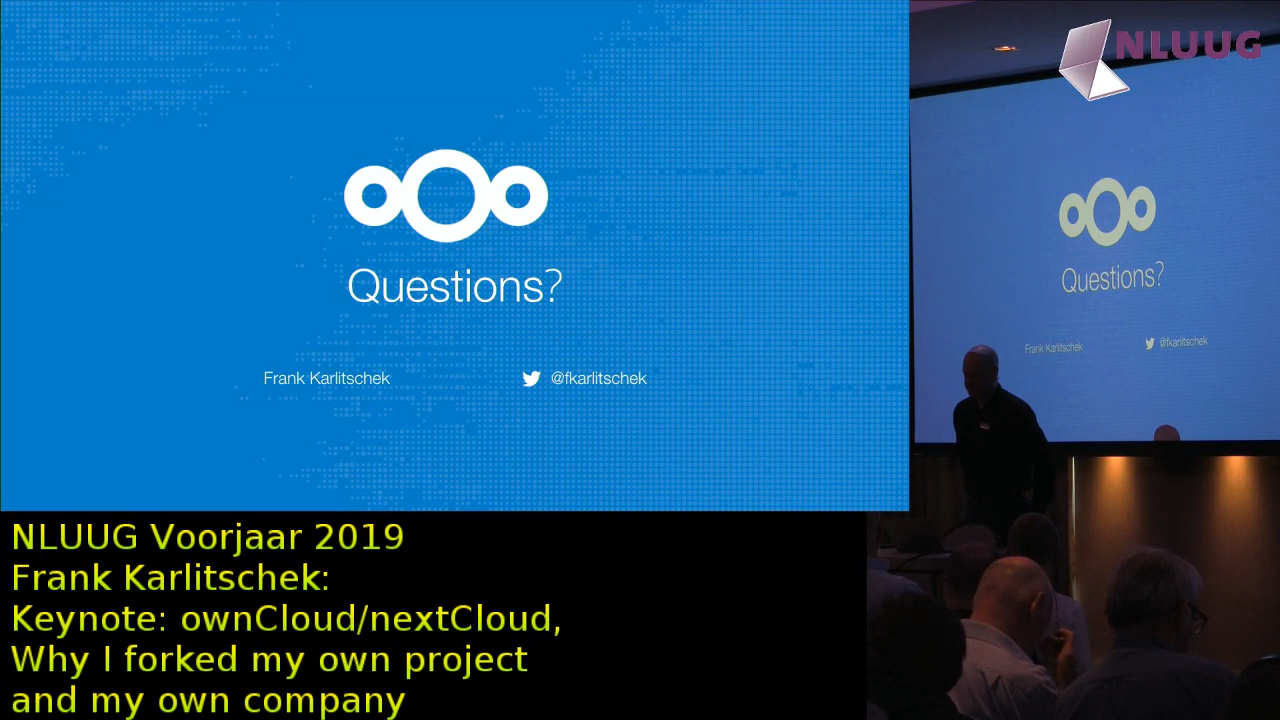 Questions?
Frank Karlitschek @fkarlitschek
NLUUG
Questions?
Frank Karlitschek @fkarlitschek
NLUUG Voorjaar 2019
Frank Karlitschek:
Keynote: ownCloud/nextCloud,
Why I forked my own project
and my own company